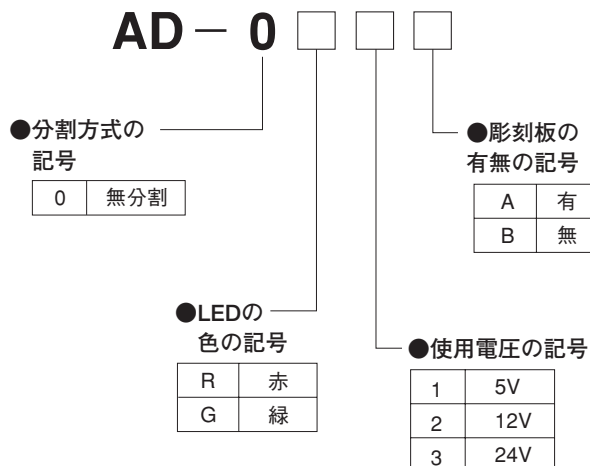 AD－0□□□
●分割方式の
記号
0 無分割
●彫刻板の
有無の記号
A 有
B 無
●LEDの
色の記号
R 赤
G 緑
●使用電圧の記号
1 5V
2 12V
3 24V